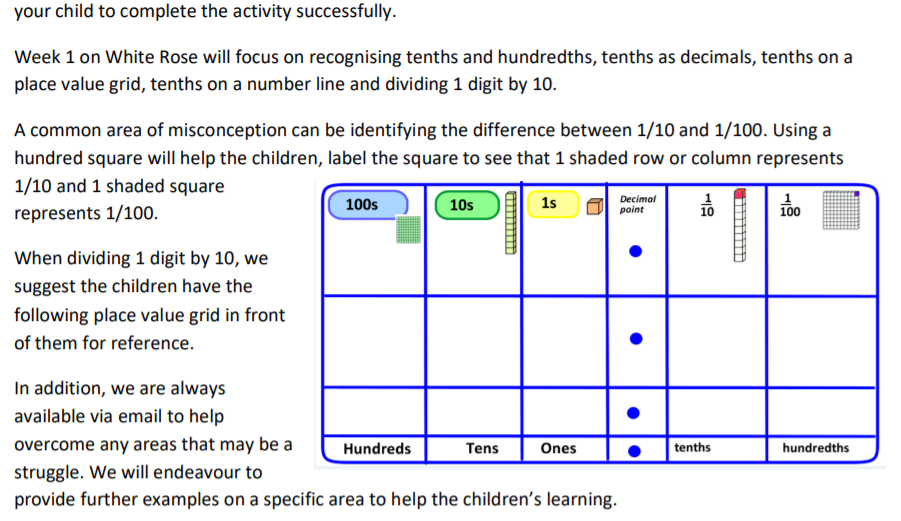 your child to complete the activity successfully.
Week 1 on White Rose will focus on recognising tenths and hundredths, tenths as decimals, tenths on a
place value grid, tenths on a number line and dividing 1 digit by 10.
A common area of misconception can be identifying the difference between 1/10 and 1/100. Using a
hundred square will help the children, label the square to see that 1 shaded row or column represents
1/10 and 1 shaded square
represents 1/100.
When dividing 1 digit by 10, we
suggest the children have the
following place value grid in front
of them for reference.
In addition, we are always
available via email to help
overcome any areas that may be a
struggle. We will endeavour to
provide further examples on a specific area to help the children’s learning.
100s 10s 1s Decimal point 1/10 1/100
Hundreds Tens Ones tenths hundredths